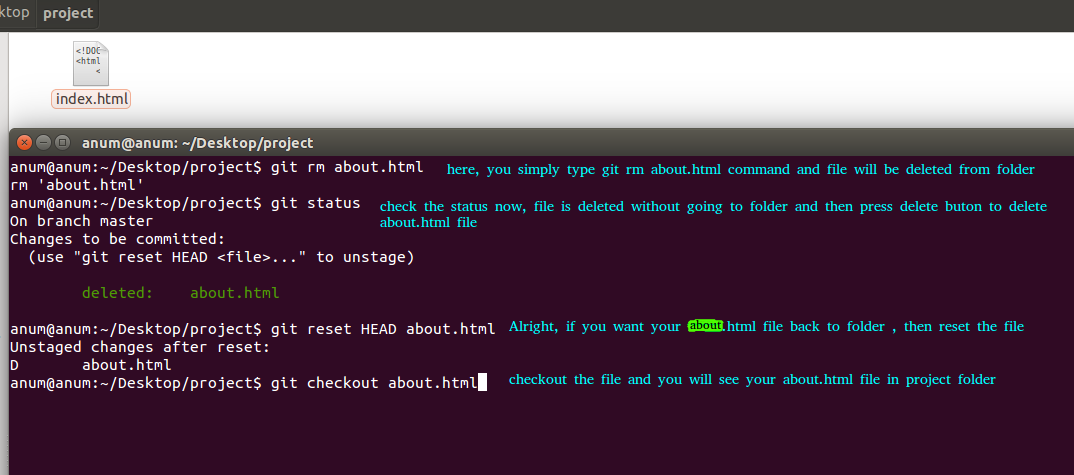 ktop project
<!DOE
<html
<
index.html
anum@anum: ~/Desktop/project
anum@anum:~/Desktop/project$ git rm about.html here, you simply type git rm about.html command and file will be deleted from folder
rm 'about.html'
anum@anum:~/Desktop/project$ git status check the status now, file is deleted without going to folder and then press delete buton to delete
On branch master about.html file
Changes to be committed:
(use "git reset HEAD <file>..." to unstage)
deleted: about.html
anum@anum:~/Desktop/project$ git reset HEAD about.html Alright, if you want your about.html file back to folder , then reset the file
Unstaged changes after reset:
D about.html
anum@anum:~/Desktop/project$ git checkout about.html checkout the file and you will see your about.html file in project folder